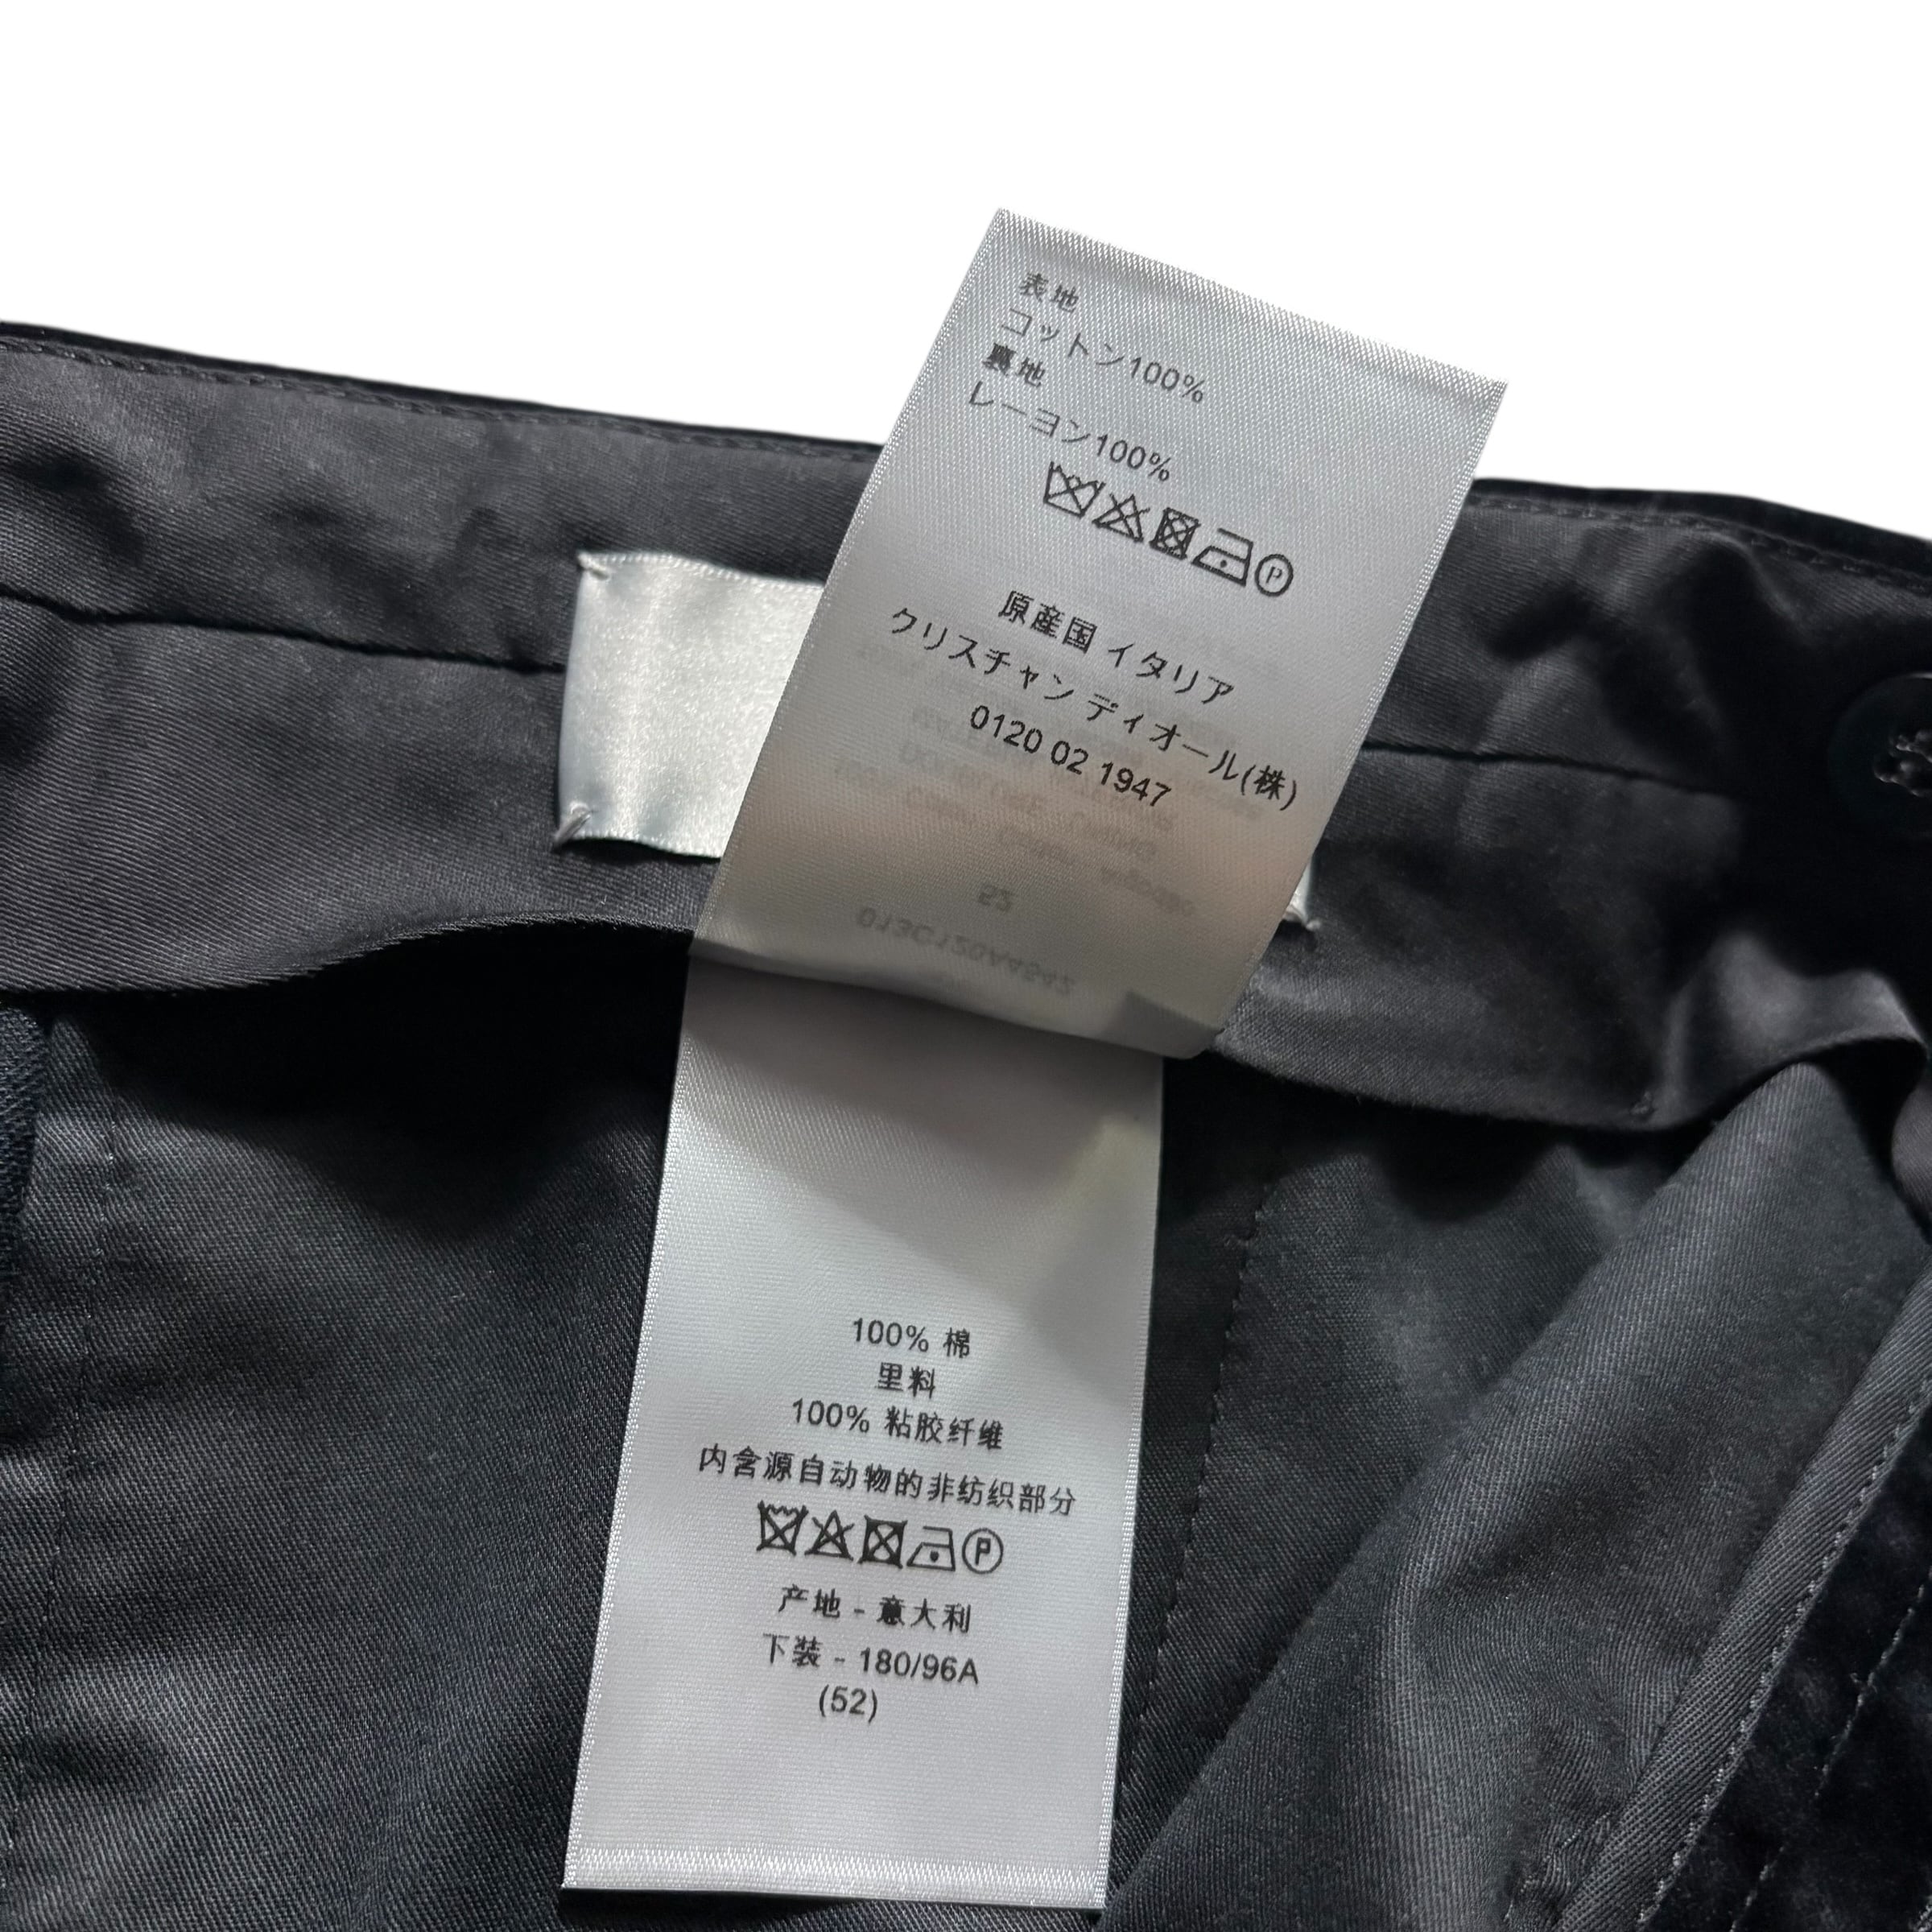 表地
コットン100%
裏地
レーヨン100%
P
原産国 イタリア
クリスチャン ディオール(株)
0120 02 1947
52
013C120A4542
100% 棉
里料
100% 粘胶纤维
内含源自动物的非纺织部分
P
产地 - 意大利
下装 - 180/96A
(52)